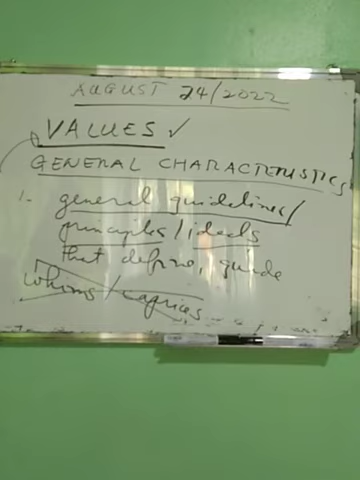 AUGUST 24/2022
VALUES ✓
GENERAL CHARACTERISTICS
1. general guidelines/
principles/ideals
that define, guide
whims/caprices